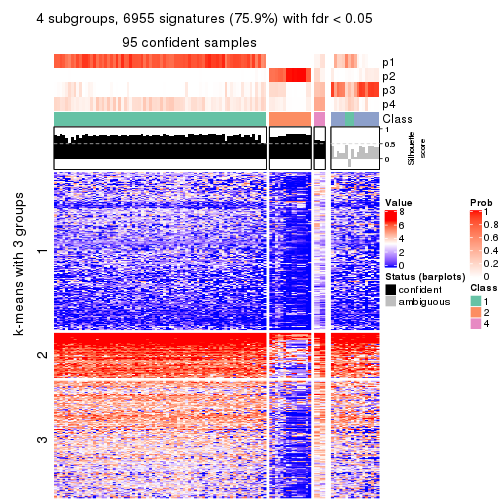 4 subgroups, 6955 signatures (75.9%) with fdr < 0.05
95 confident samples
p1
p2
p3
p4
Class
1
0.5
0
Silhouette
score
k-means with 3 groups
1
2
3
Value
8
6
4
2
0
Status (barplots)
confident
ambiguous
Prob
1
0.8
0.6
0.4
0.2
0
Class
1
2
4